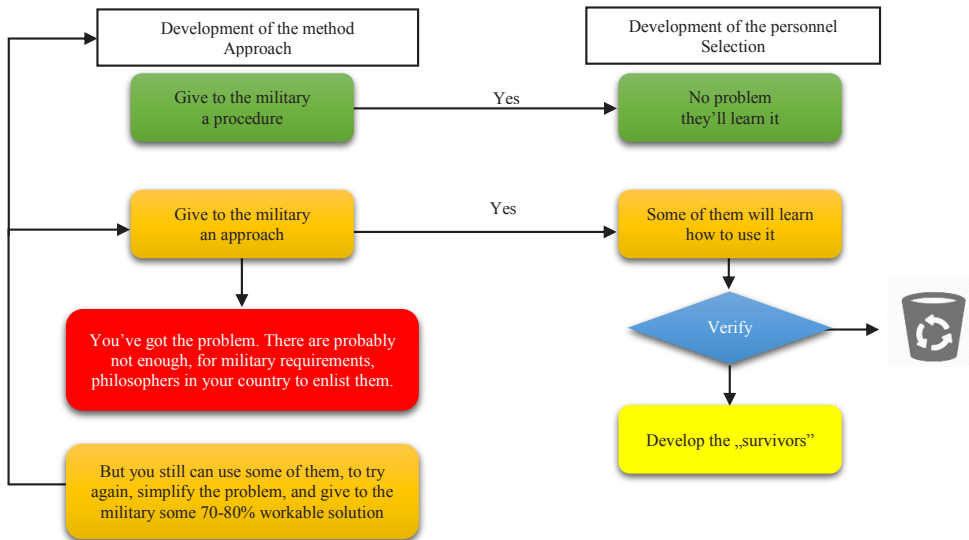 Development of the method
Approach
Development of the personnel
Selection
Give to the military
a procedure
Yes
No problem
they'll learn it
Give to the military
an approach
Yes
Some of them will learn
how to use it
You've got the problem. There are probably
not enough, for military requirements,
philosophers in your country to enlist them.
Verify
Develop the „survivors”
But you still can use some of them, to try
again, simplify the problem, and give to the
military some 70-80% workable solution